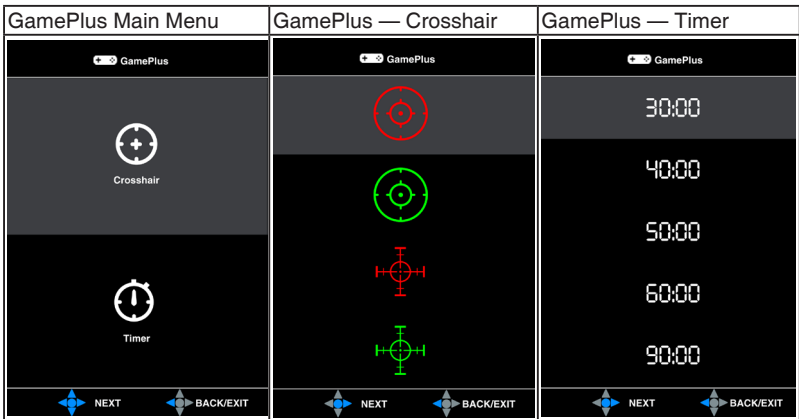 GamePlus Main Menu
GamePlus — Crosshair
GamePlus — Timer
GamePlus
Crosshair
Timer
NEXT BACK/EXIT
GamePlus
NEXT BACK/EXIT
GamePlus
30:00
40:00
50:00
60:00
90:00
NEXT BACK/EXIT